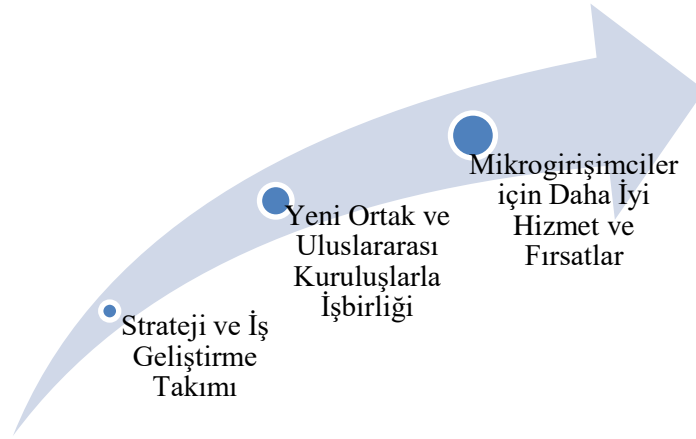 Strateji ve İş
Geliştirme
Takımı
Yeni Ortak ve
Uluslararası
Kuruluşlarla
İşbirliği
Mikrogirişimciler
için Daha İyi
Hizmet ve
Fırsatlar